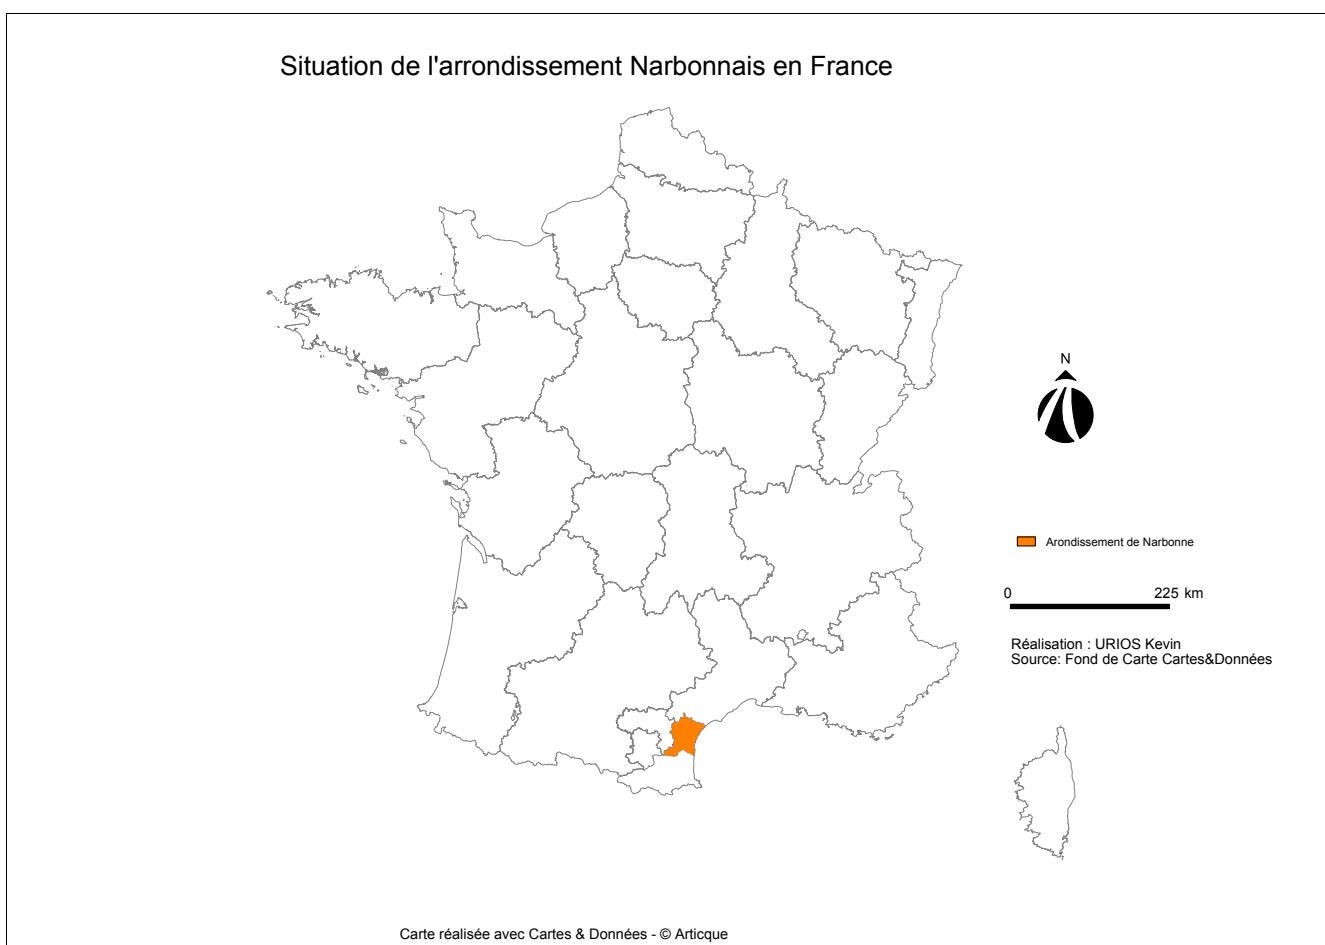 Situation de l'arrondissement Narbonnais en France
N
Arondissement de Narbonne
0 225 km
Réalisation : URIOS Kevin
Source: Fond de Carte Cartes&Données
Carte réalisée avec Cartes & Données - © Articque